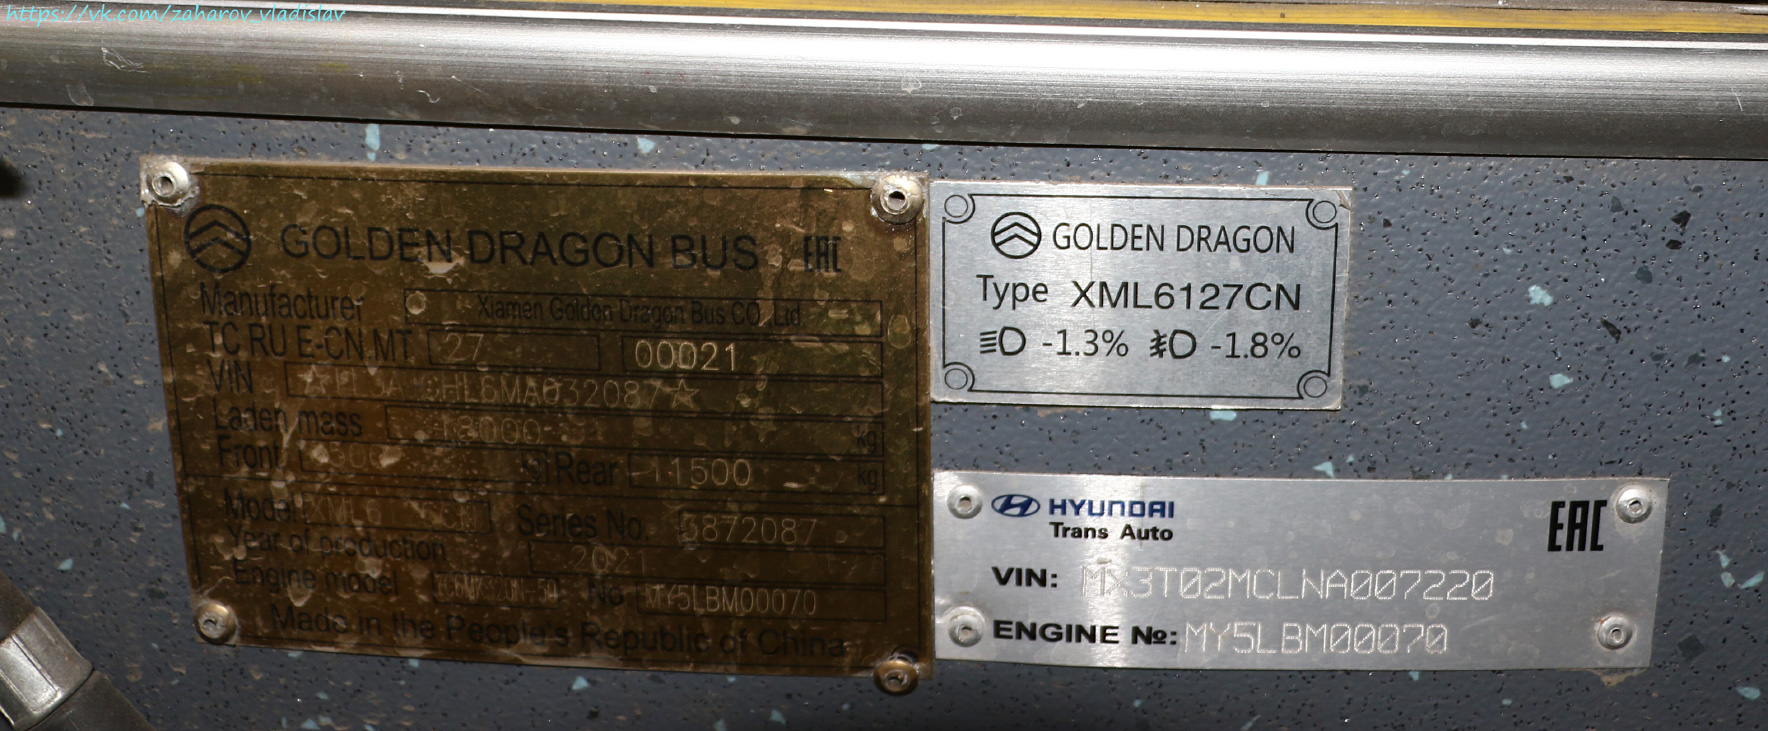 https://vk.com/zaharov_vladislav
GOLDEN DRAGON BUS EAC
Manufacturer Xiamen Golden Dragon Bus CO.,Ltd
TC RU E-CN.MT 27 00021
VIN
Laden mass 18000 kg
Front Rear 11500 kg
Model Series No. 3872087
Year of production 2021
Engine model No MY5LBM00070
Made in the People's Republic of China
GOLDEN DRAGON
Type XML6127CN
-1.3% -1.8%
HYUNDAI
Trans Auto
EAC
VIN: MX3T02MCLNA007220
ENGINE №: MY5LBM00070